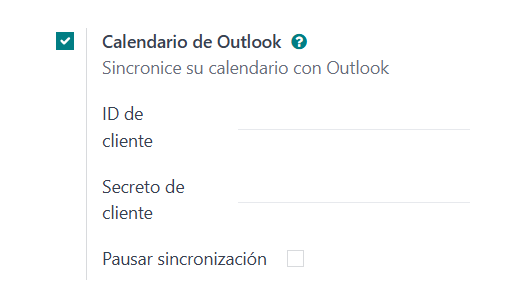 Calendario de Outlook ?
Sincronice su calendario con Outlook
ID de
cliente
Secreto de
cliente
Pausar sincronización